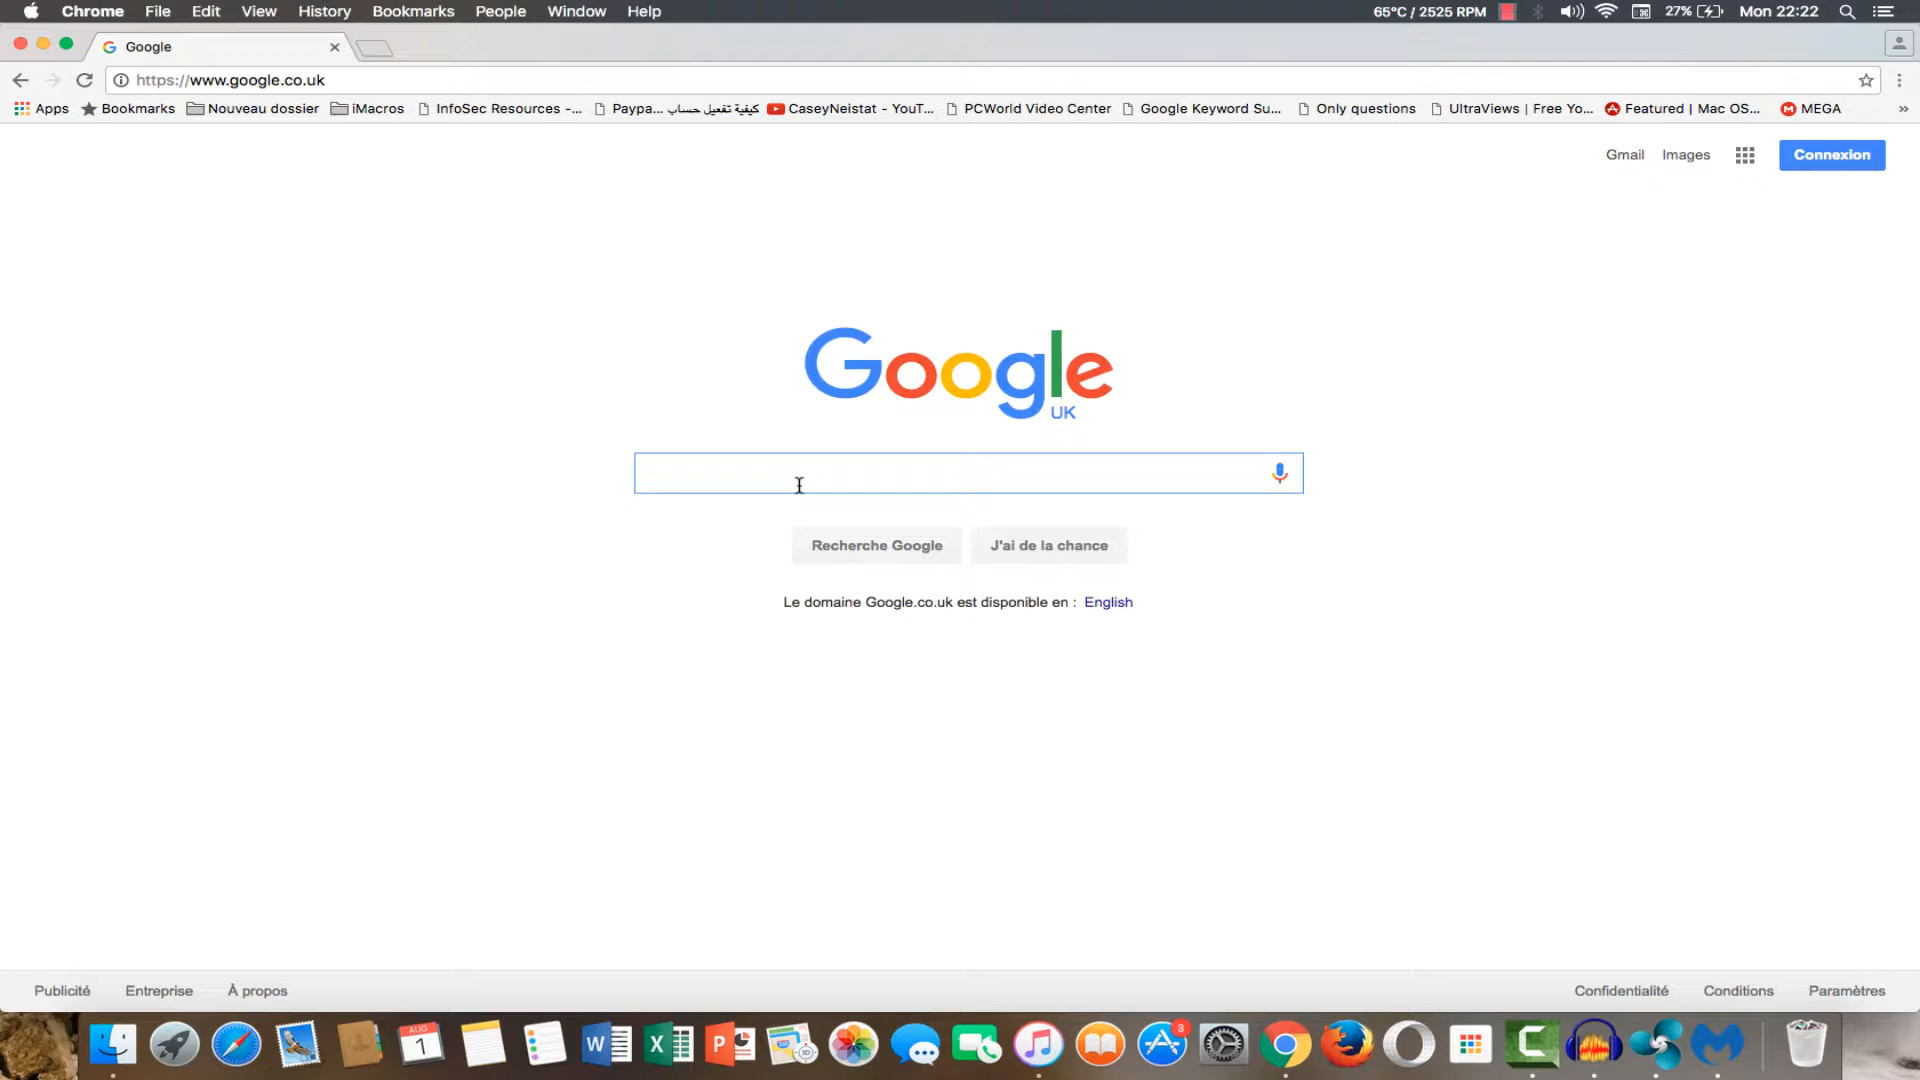 Chrome File Edit View History Bookmarks People Window Help 65°C / 2525 RPM 27% Mon 22:22
Google
https://www.google.co.uk
Apps Bookmarks Nouveau dossier iMacros InfoSec Resources -... Paypa... كيفية تفعيل حساب CaseyNeistat - YouT... PCWorld Video Center Google Keyword Su... Only questions UltraViews | Free Yo... Featured | Mac OS... MEGA »
Gmail Images Connexion
Google
UK
Recherche Google J'ai de la chance
Le domaine Google.co.uk est disponible en : English
Publicité Entreprise À propos Confidentialité Conditions Paramètres
AUG
1
W
X
P
3D
3
C